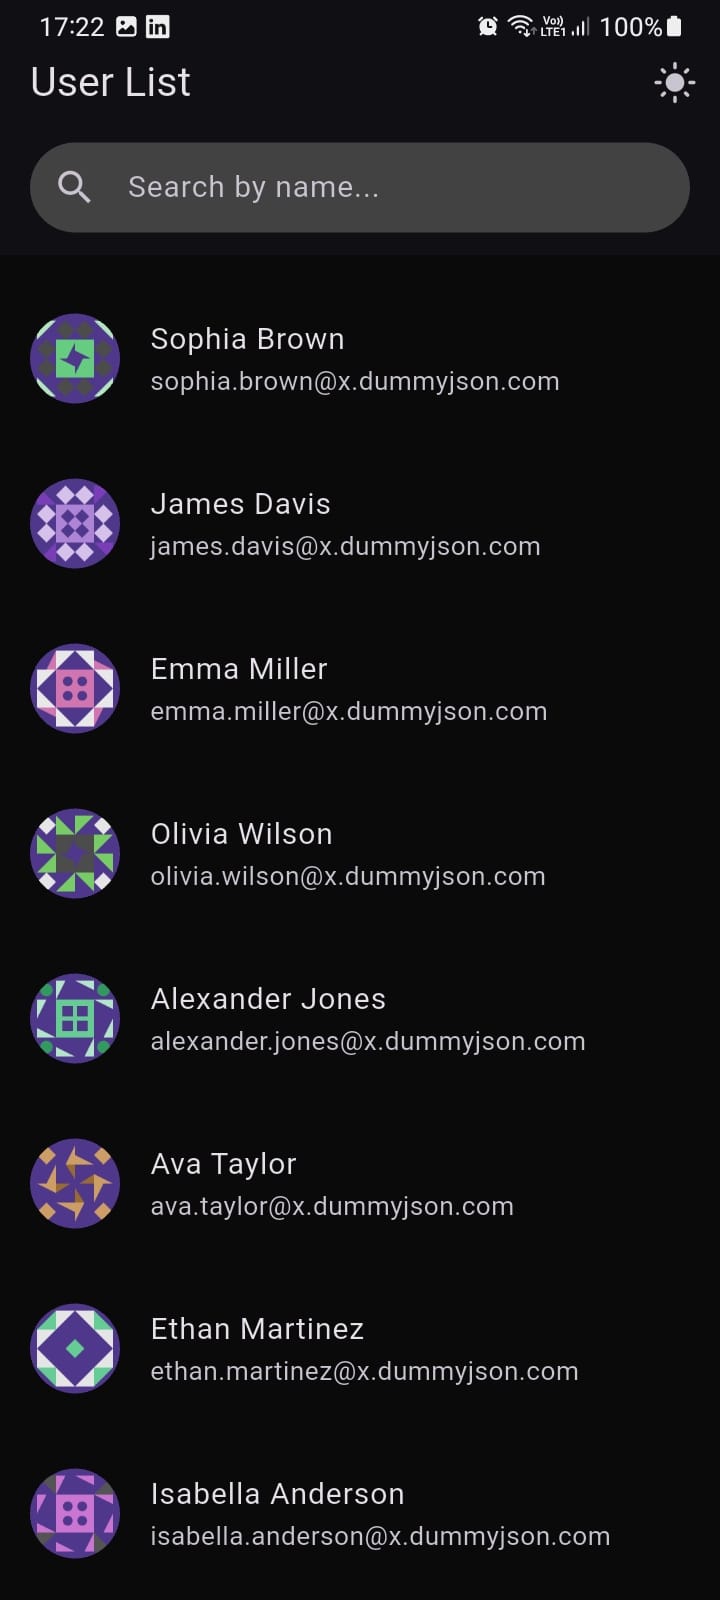 17:22
Vo))
LTE1
100%
User List
Search by name...
Sophia Brown
sophia.brown@x.dummyjson.com
James Davis
james.davis@x.dummyjson.com
Emma Miller
emma.miller@x.dummyjson.com
Olivia Wilson
olivia.wilson@x.dummyjson.com
Alexander Jones
alexander.jones@x.dummyjson.com
Ava Taylor
ava.taylor@x.dummyjson.com
Ethan Martinez
ethan.martinez@x.dummyjson.com
Isabella Anderson
isabella.anderson@x.dummyjson.com